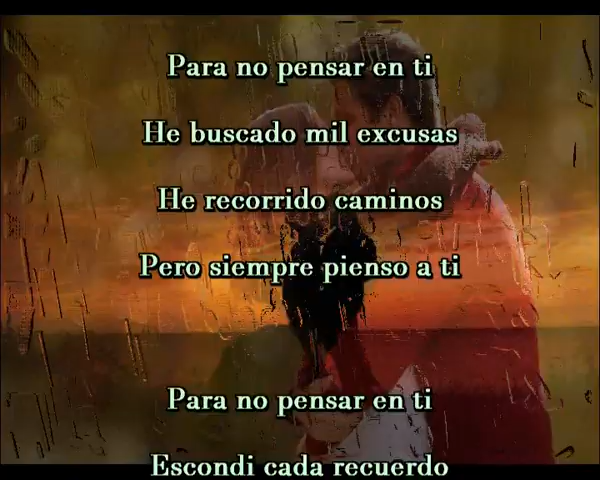 Para no pensar en ti
He buscado mil excusas
He recorrido caminos
Pero siempre pienso a ti
Para no pensar en ti
Escondi cada recuerdo